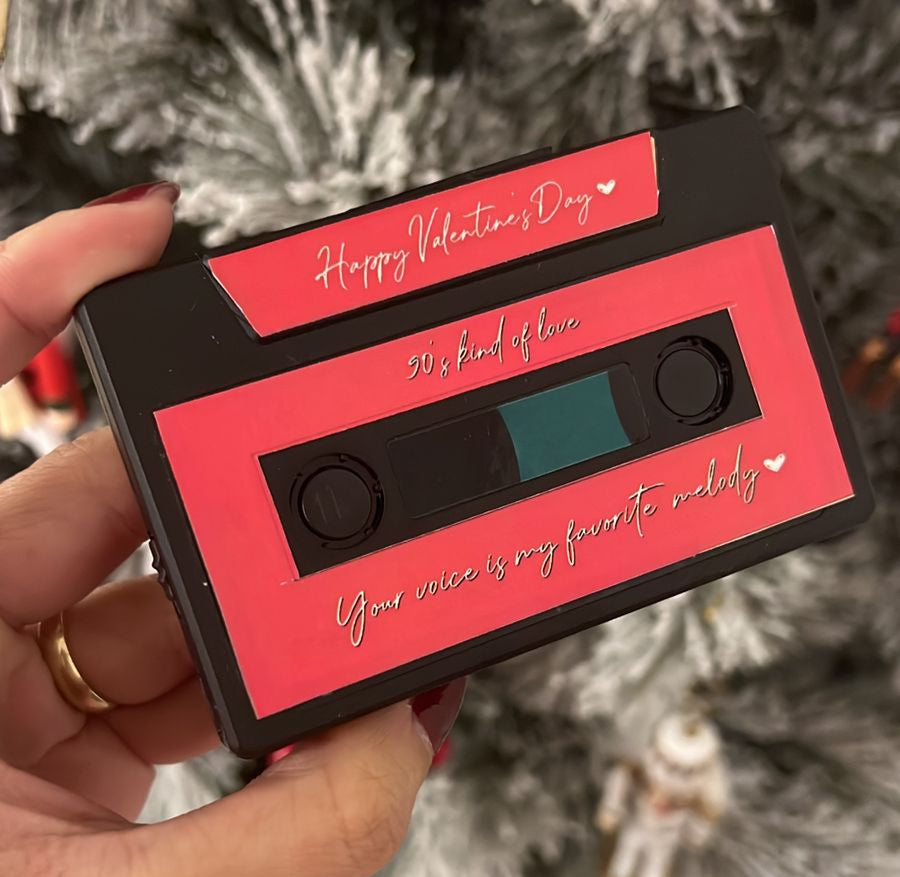 Happy Valentine's Day
90's kind of love
Your voice is my favorite melody